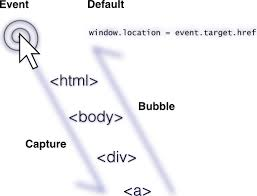 Event
Default
window.location = event.target.href
<html>
<body>
Bubble
Capture
<div>
<a>